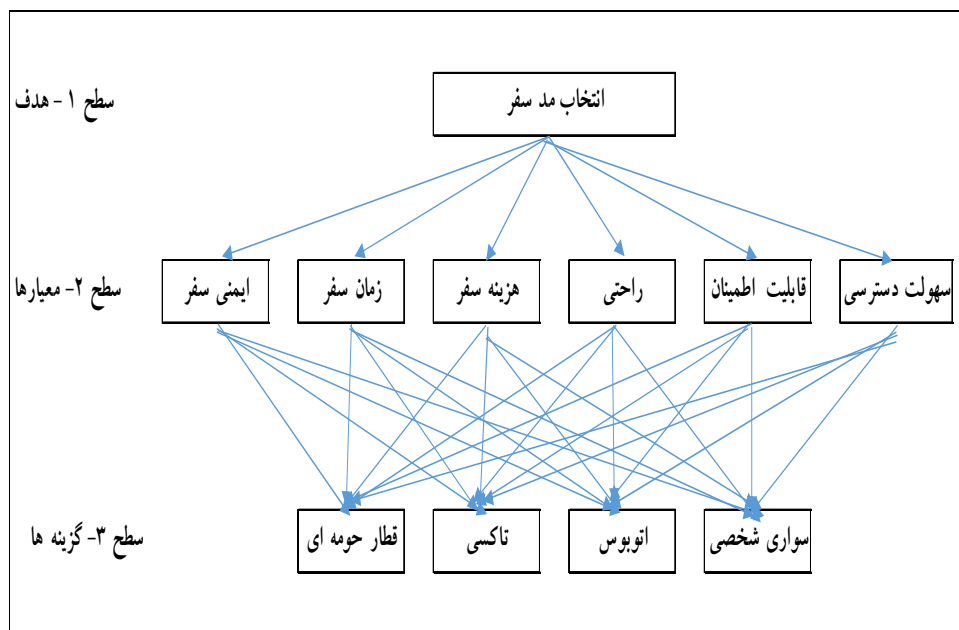 انتخاب مد سفر
سطح ۱ - هدف
سهولت دسترسی
قابلیت اطمینان
راحتی
هزینه سفر
زمان سفر
ایمنی سفر
سطح ۲- معیارها
سواری شخصی
اتوبوس
تاکسی
قطار حومه ای
سطح ۳- گزینه ها